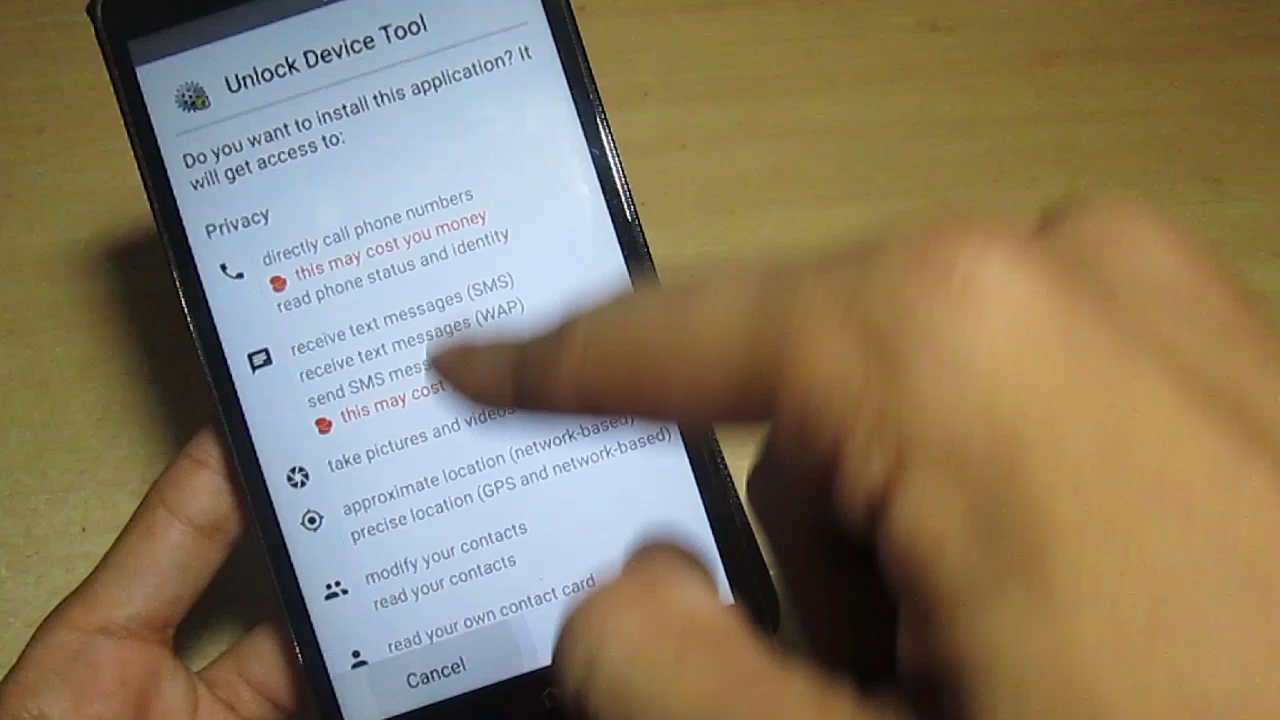 Unlock Device Tool
Do you want to install this application? It
will get access to:
Privacy
directly call phone numbers
this may cost you money
read phone status and identity
receive text messages (SMS)
receive text messages (WAP)
send SMS
this may cost
take pictures and videos
approximate location (network-based)
precise location (GPS and network-based)
modify your contacts
read your contacts
read your own contact card
Cancel